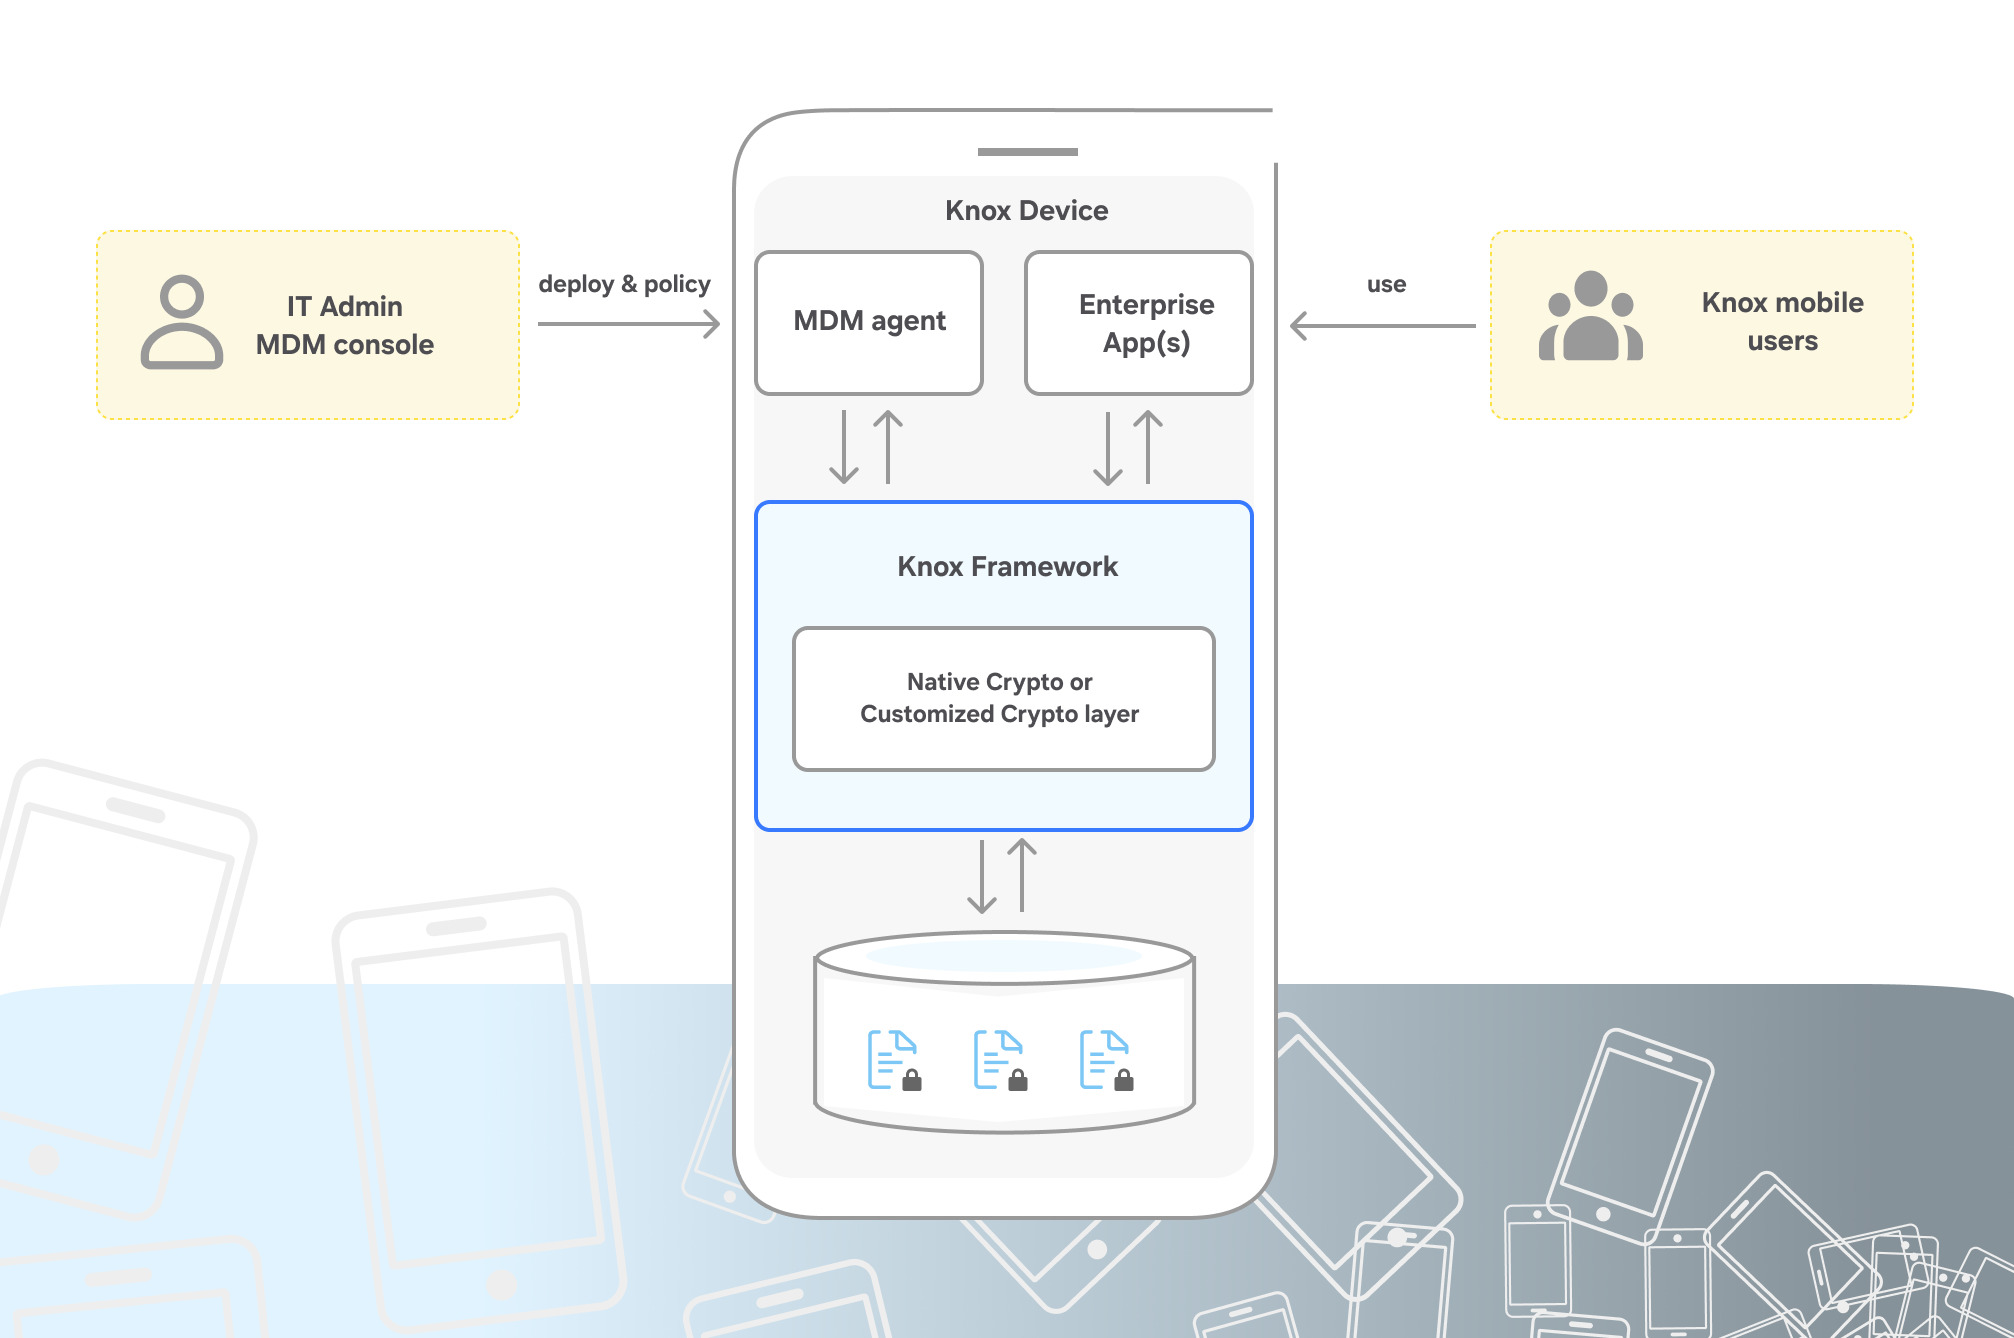 Knox Device
IT Admin
MDM console
deploy & policy
MDM agent
Enterprise
App(s)
use
Knox mobile
users
Knox Framework
Native Crypto or
Customized Crypto layer